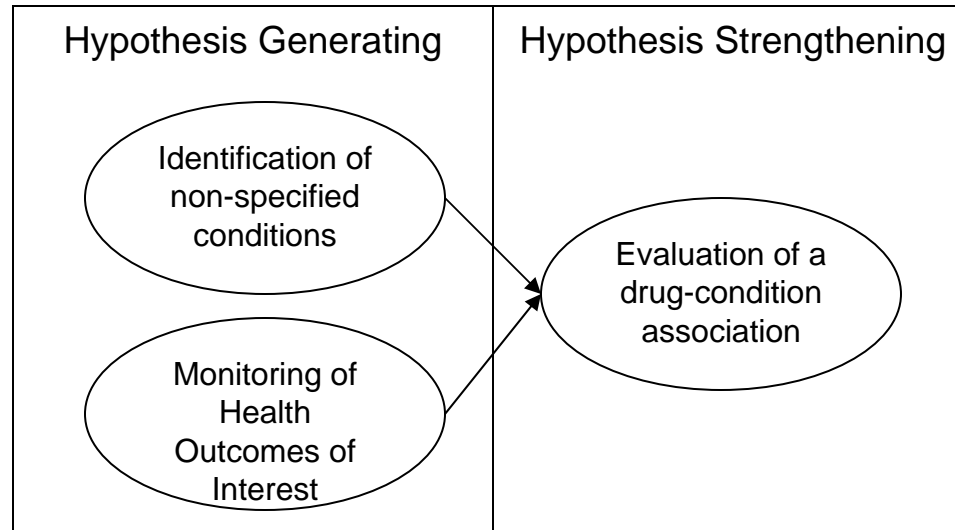 Hypothesis Generating
Hypothesis Strengthening
Identification of
non-specified
conditions
Monitoring of
Health
Outcomes of
Interest
Evaluation of a
drug-condition
association